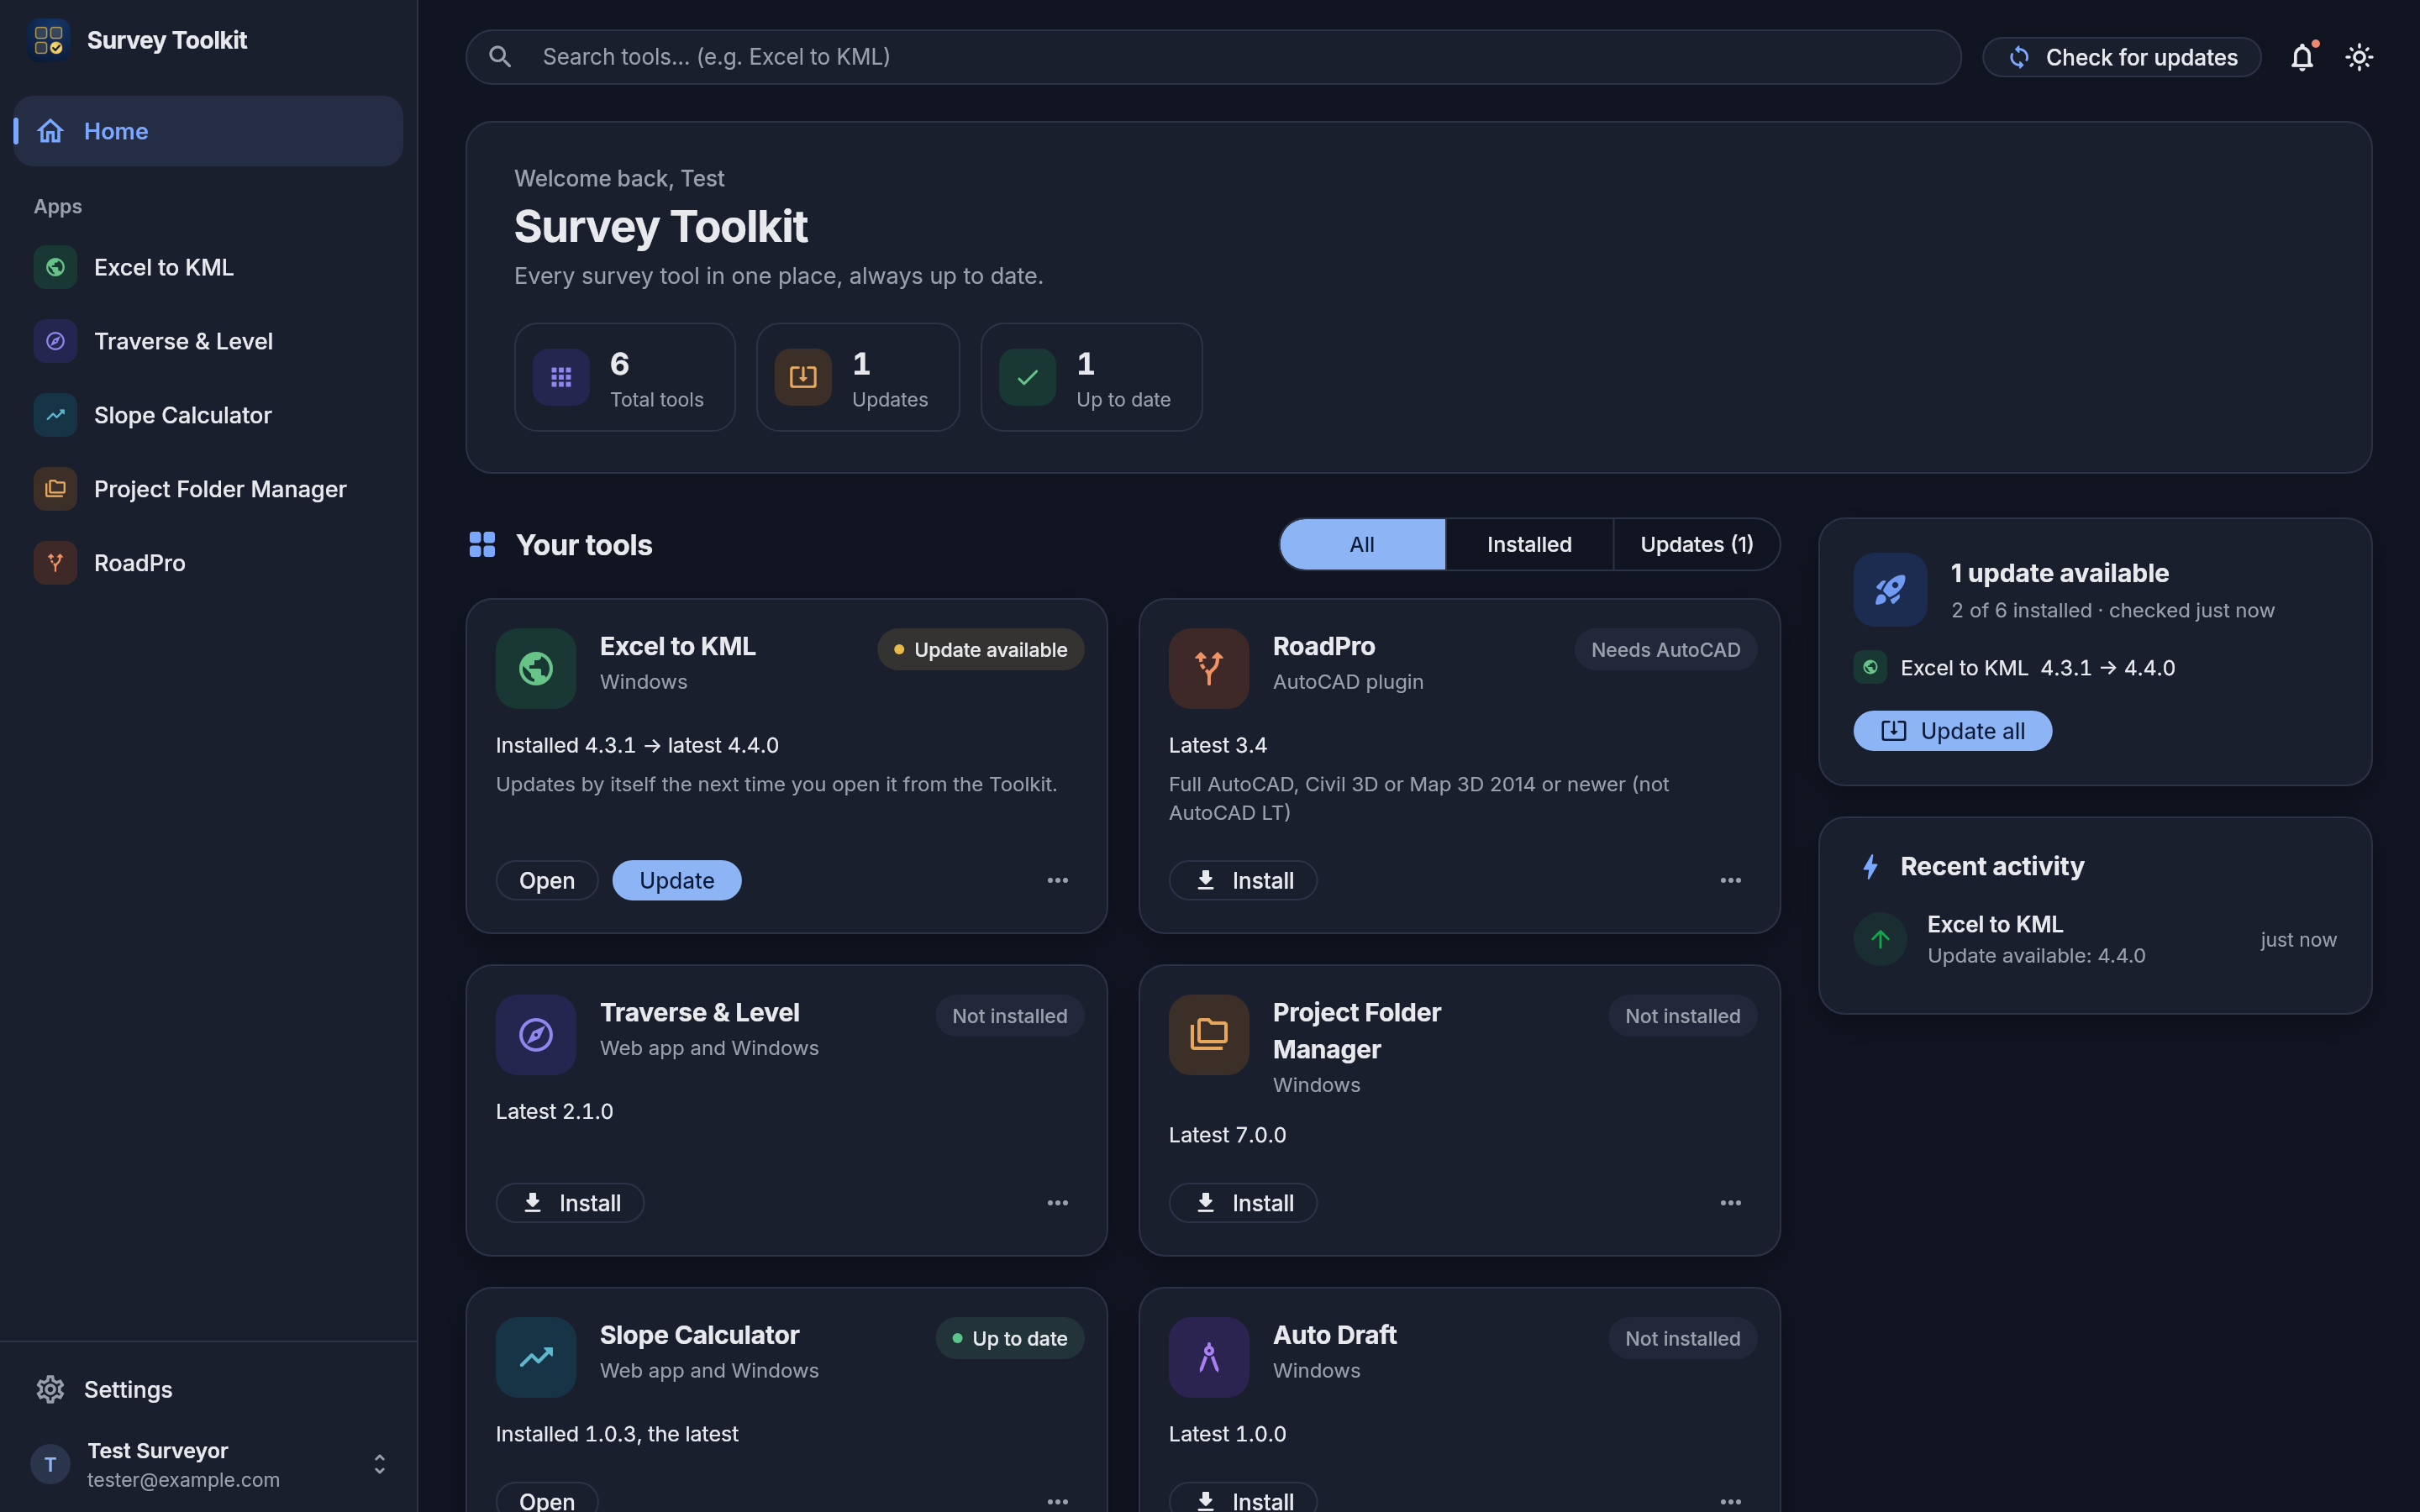 Survey Toolkit
Home
Apps
Excel to KML
Traverse & Level
Slope Calculator
Project Folder Manager
RoadPro
Settings
T
Test Surveyor
tester@example.com
Search tools... (e.g. Excel to KML)
Check for updates
Welcome back, Test
Survey Toolkit
Every survey tool in one place, always up to date.
6
Total tools
1
Updates
1
Up to date
Your tools
All
Installed
Updates (1)
Excel to KML
Windows
Update available
Installed 4.3.1 → latest 4.4.0
Updates by itself the next time you open it from the Toolkit.
Open
Update
RoadPro
AutoCAD plugin
Needs AutoCAD
Latest 3.4
Full AutoCAD, Civil 3D or Map 3D 2014 or newer (not
AutoCAD LT)
Install
Traverse & Level
Web app and Windows
Not installed
Latest 2.1.0
Install
Project Folder
Manager
Windows
Not installed
Latest 7.0.0
Install
Slope Calculator
Web app and Windows
Up to date
Installed 1.0.3, the latest
Open
Auto Draft
Windows
Not installed
Latest 1.0.0
Install
1 update available
2 of 6 installed · checked just now
Excel to KML 4.3.1 → 4.4.0
Update all
Recent activity
Excel to KML
Update available: 4.4.0
just now